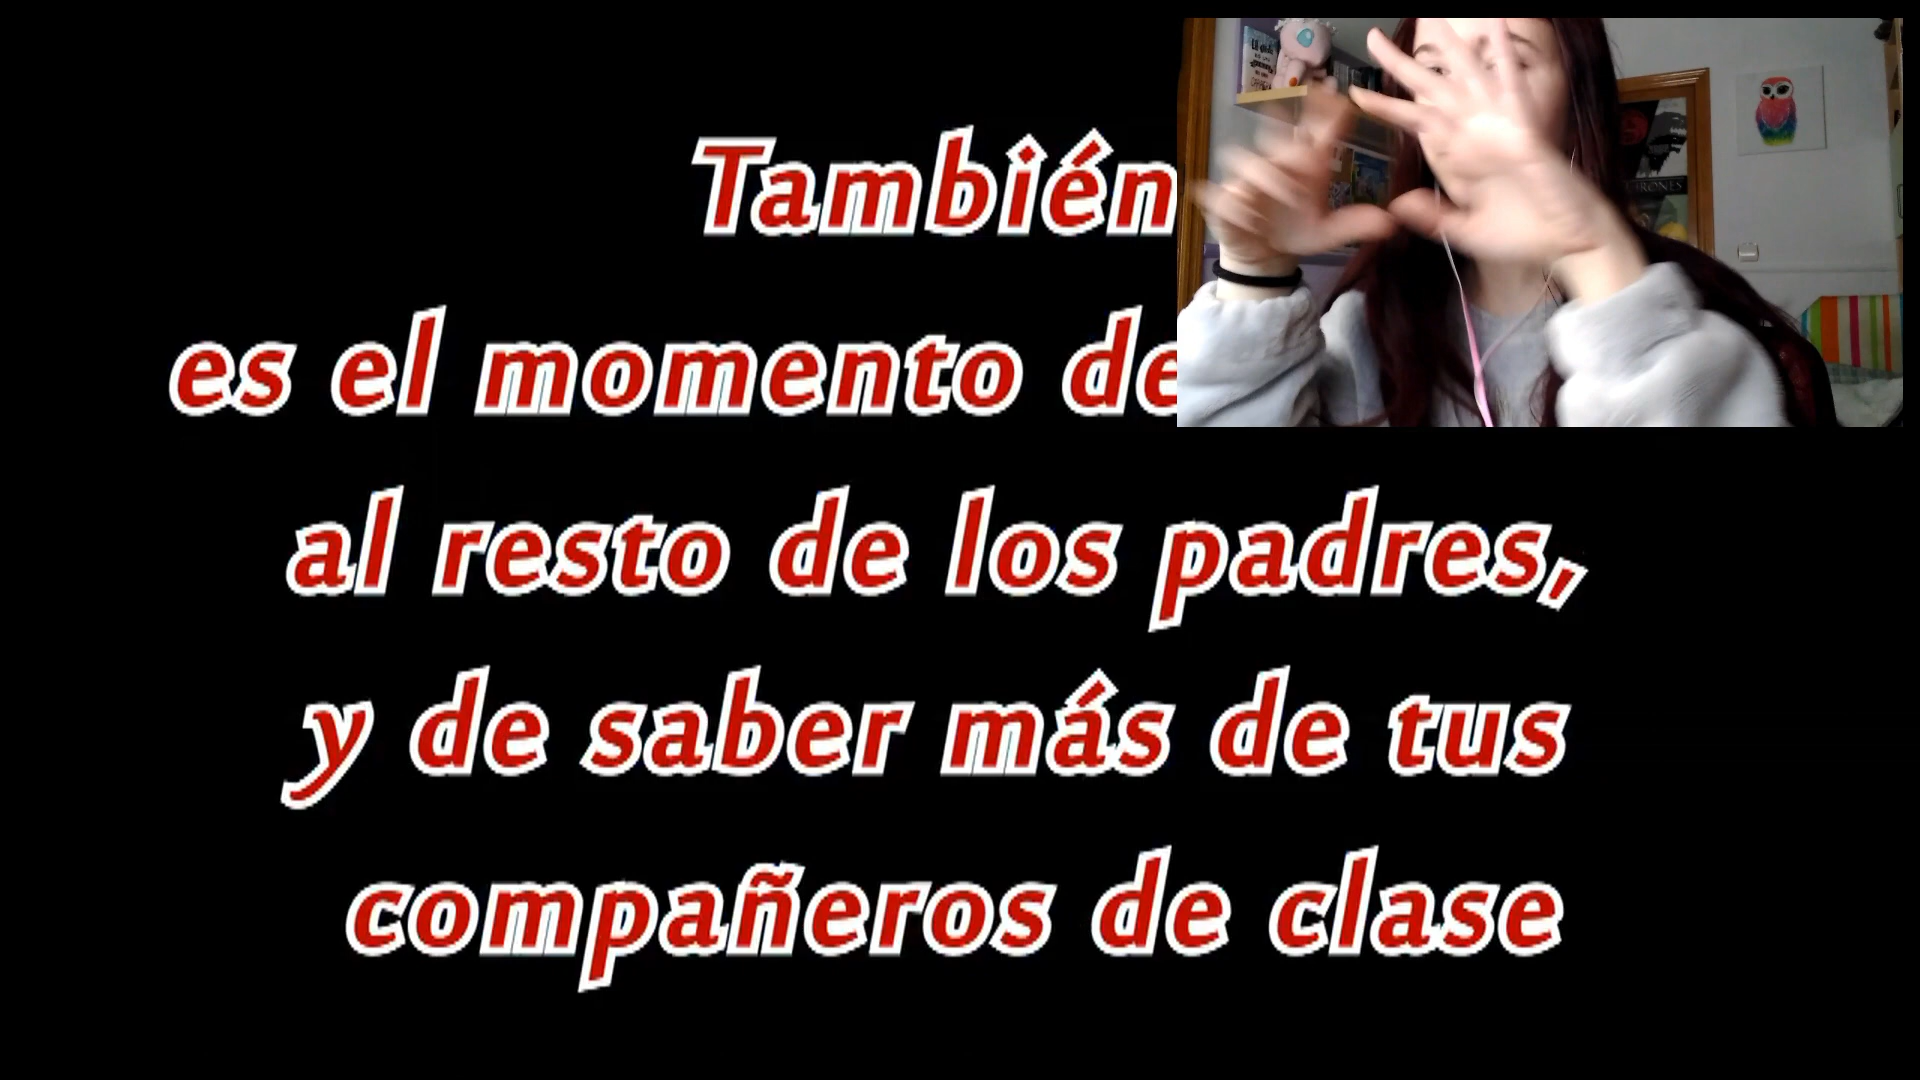 También
es el momento de
al resto de los padres,
y de saber más de tus
compañeros de clase